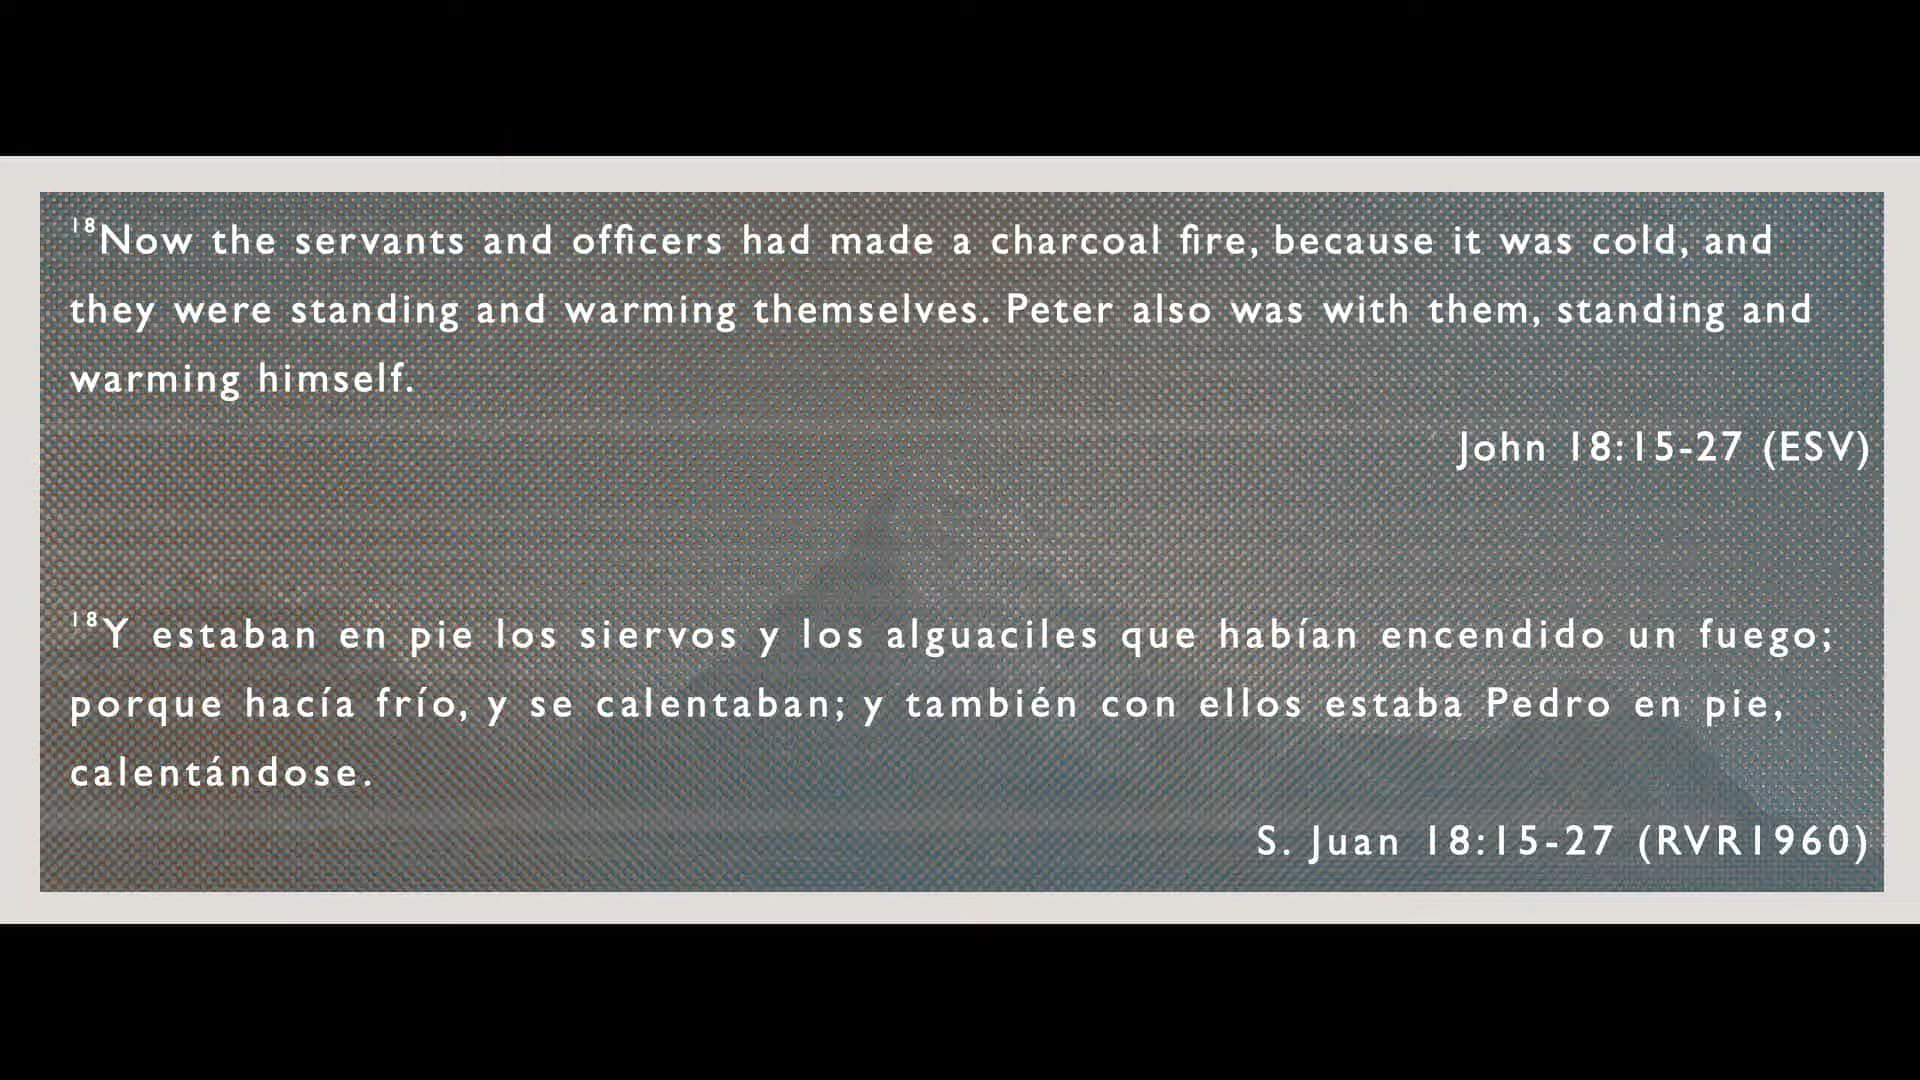 ¹⁸Now the servants and officers had made a charcoal fire, because it was cold, and
they were standing and warming themselves. Peter also was with them, standing and
warming himself.
John 18:15-27 (ESV)
¹⁸Y estaban en pie los siervos y los alguaciles que habían encendido un fuego;
porque hacía frío, y se calentaban; y también con ellos estaba Pedro en pie,
calentándose.
S. Juan 18:15-27 (RVR1960)